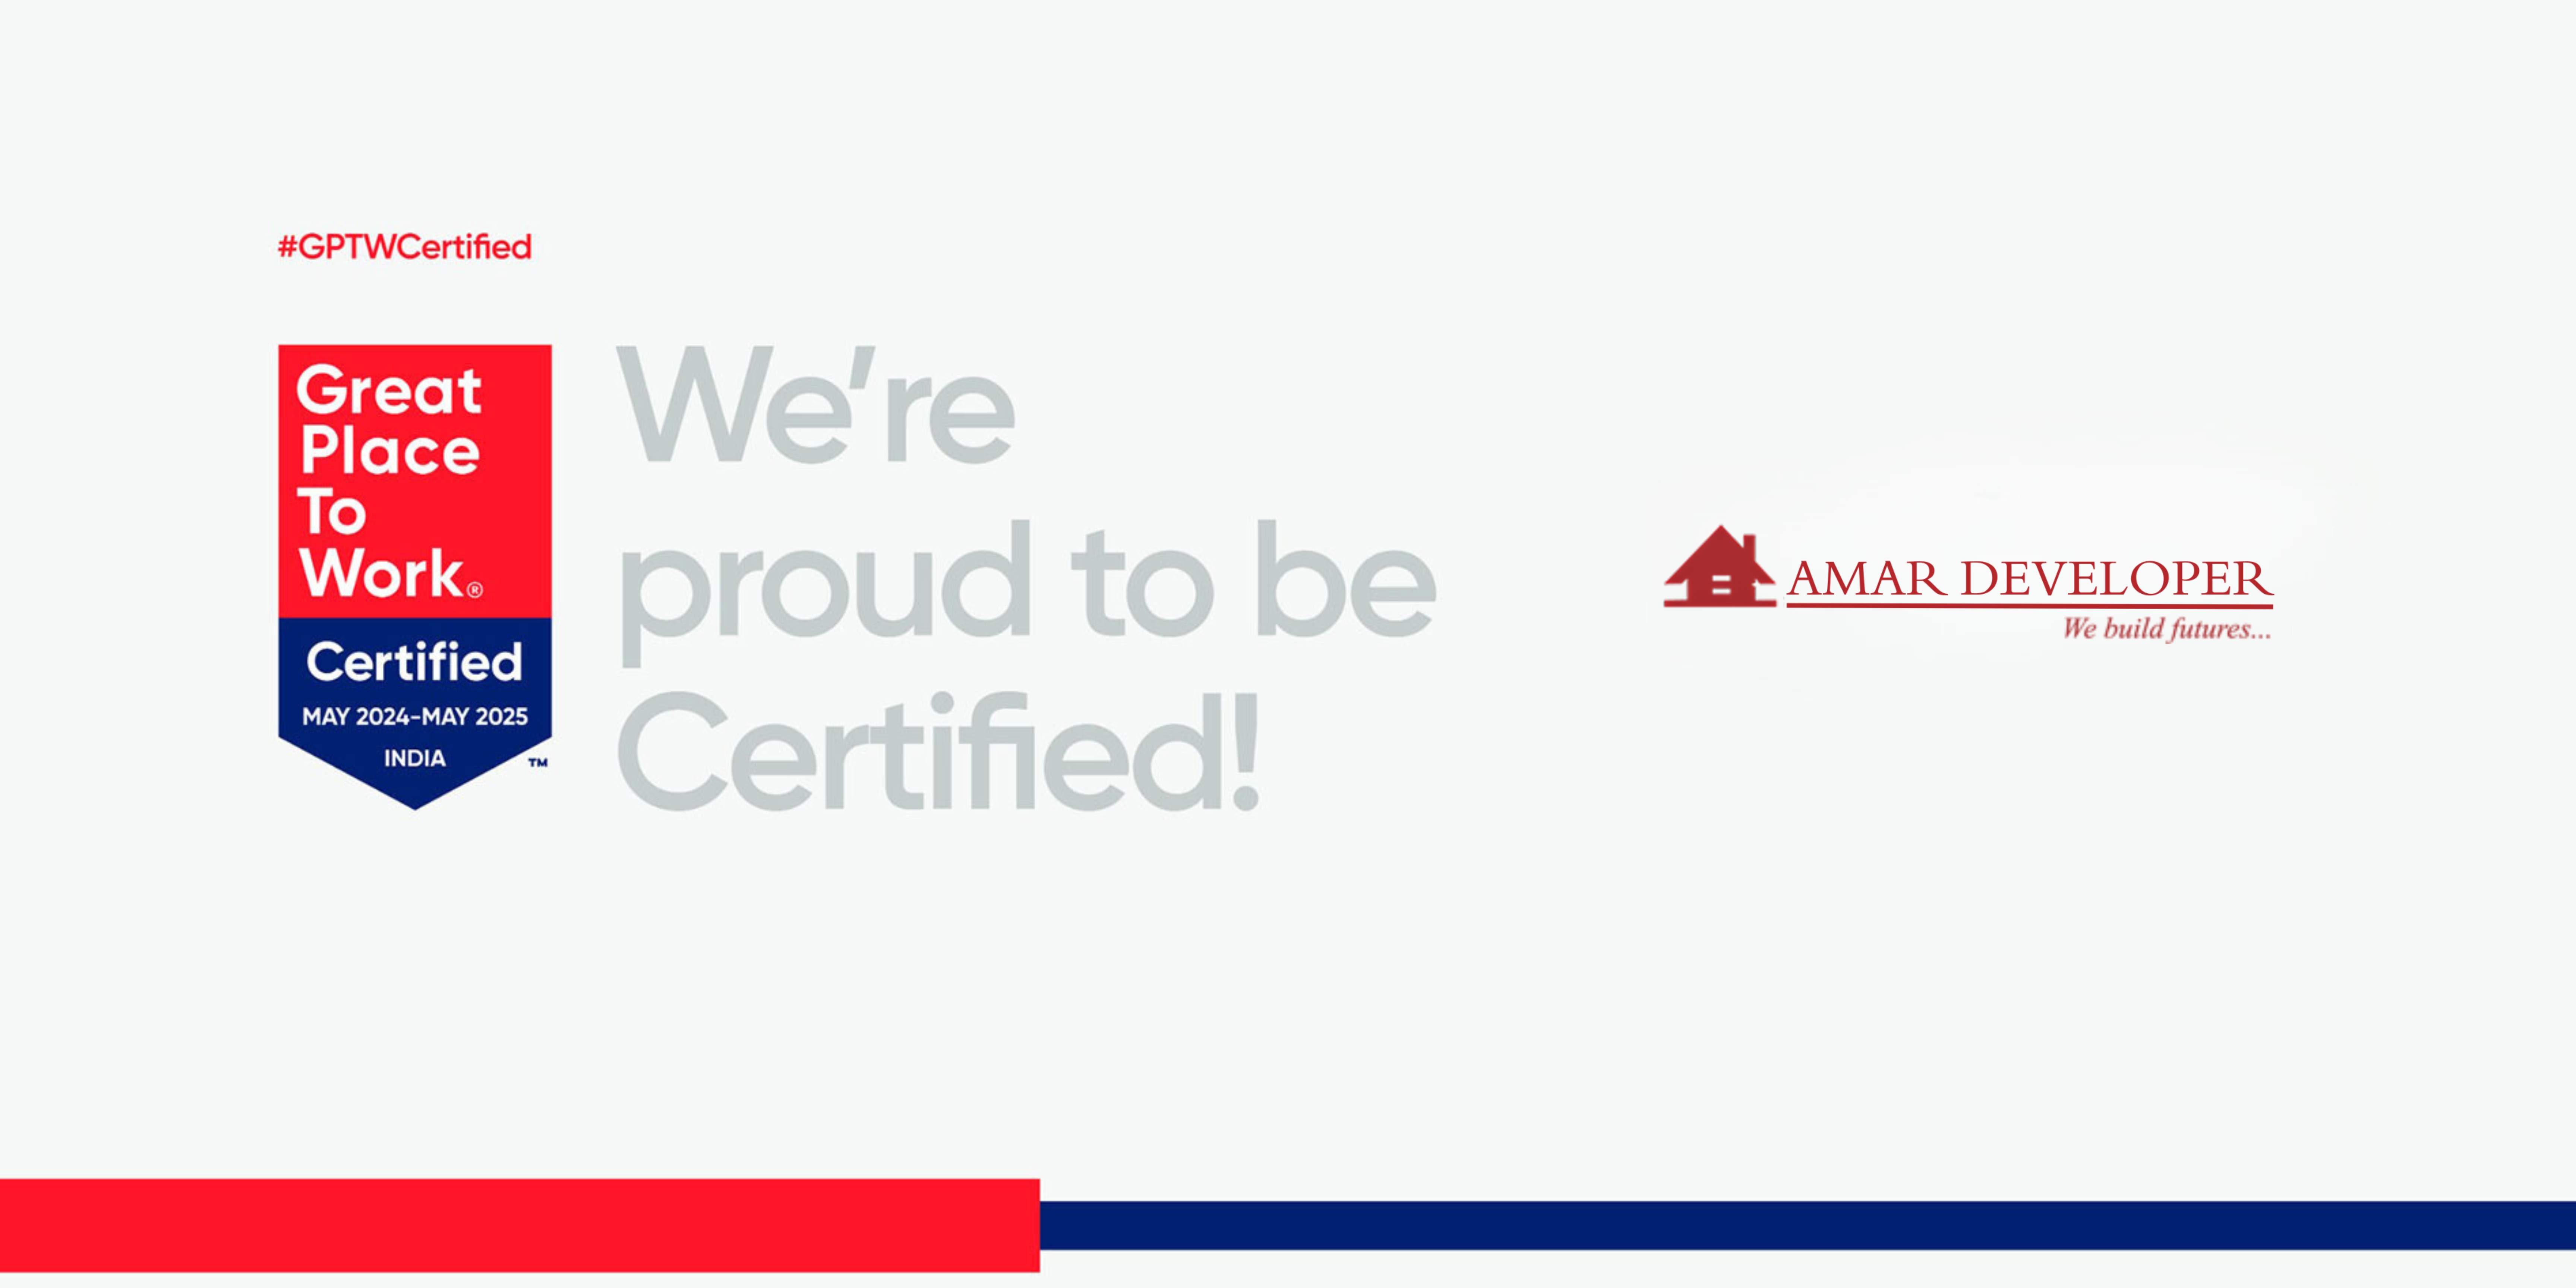 #GPTWCertified
Great
Place
To
Work®
Certified
MAY 2024-MAY 2025
INDIA
™
We're
proud to be
Certified!
AMAR DEVELOPER
We build futures...